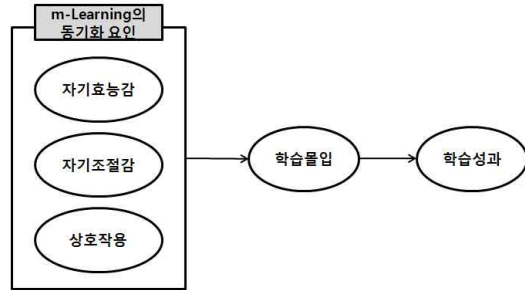 m-Learning의
동기화 요인
자기효능감
자기조절감
상호작용
학습몰입
학습성과